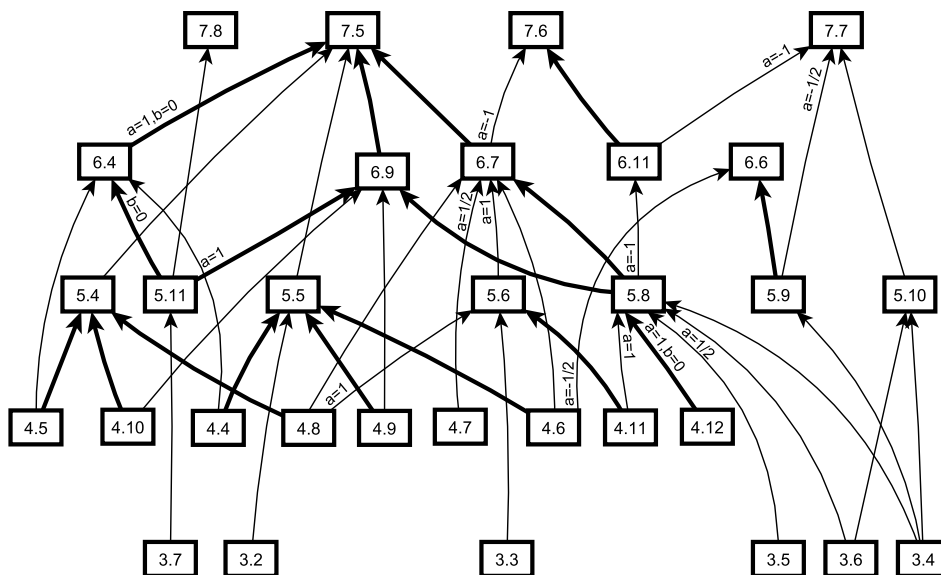 7.8
7.5
7.6
7.7
a=1,b=0
a=-1
a=-1
a=-1/2
6.4
6.9
6.7
6.11
6.6
b=0
a=1
a=1/2
a=1
a=-1
5.4
5.11
5.5
5.6
5.8
5.9
5.10
a=1
a=-1/2
a=1
a=1,b=0
a=1/2
4.5
4.10
4.4
4.8
4.9
4.7
4.6
4.11
4.12
3.7
3.2
3.3
3.5
3.6
3.4